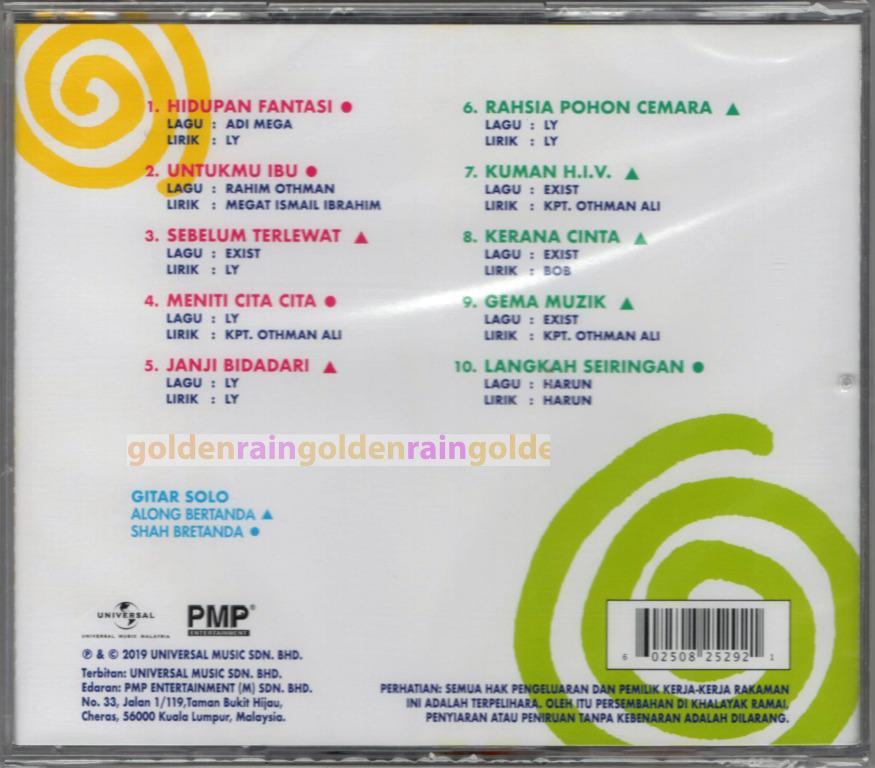 1. HIDUPAN FANTASI ●
LAGU : ADI MEGA
LIRIK : LY
2. UNTUKMU IBU ●
LAGU : RAHIM OTHMAN
LIRIK : MEGAT ISMAIL IBRAHIM
3. SEBELUM TERLEWAT ▲
LAGU : EXIST
LIRIK : LY
4. MENITI CITA CITA ●
LAGU : LY
LIRIK : KPT. OTHMAN ALI
5. JANJI BIDADARI ▲
LAGU : LY
LIRIK : LY
6. RAHSIA POHON CEMARA ▲
LAGU : LY
LIRIK : LY
7. KUMAN H.I.V. ▲
LAGU : EXIST
LIRIK : KPT. OTHMAN ALI
8. KERANA CINTA ▲
LAGU : EXIST
LIRIK : BOB
9. GEMA MUZIK ▲
LAGU : EXIST
LIRIK : KPT. OTHMAN ALI
10. LANGKAH SEIRINGAN ●
LAGU : HARUN
LIRIK : HARUN
goldenraingoldenraingolde
GITAR SOLO
ALONG BERTANDA ▲
SHAH BRETANDA ●
UNIVERSAL
UNIVERSAL MUSIC MALAYSIA
PMP®
ENTERTAINMENT
℗ & © 2019 UNIVERSAL MUSIC SDN. BHD.
Terbitan: UNIVERSAL MUSIC SDN. BHD.
Edaran: PMP ENTERTAINMENT (M) SDN. BHD.
No. 33, Jalan 1/119,Taman Bukit Hijau,
Cheras, 56000 Kuala Lumpur, Malaysia.
6 02508 25292 1
PERHATIAN: SEMUA HAK PENGELUARAN DAN PEMILIK KERJA-KERJA RAKAMAN
INI ADALAH TERPELIHARA. OLEH ITU PERSEMBAHAN DI KHALAYAK RAMAI,
PENYIARAN ATAU PENIRUAN TANPA KEBENARAN ADALAH DILARANG.